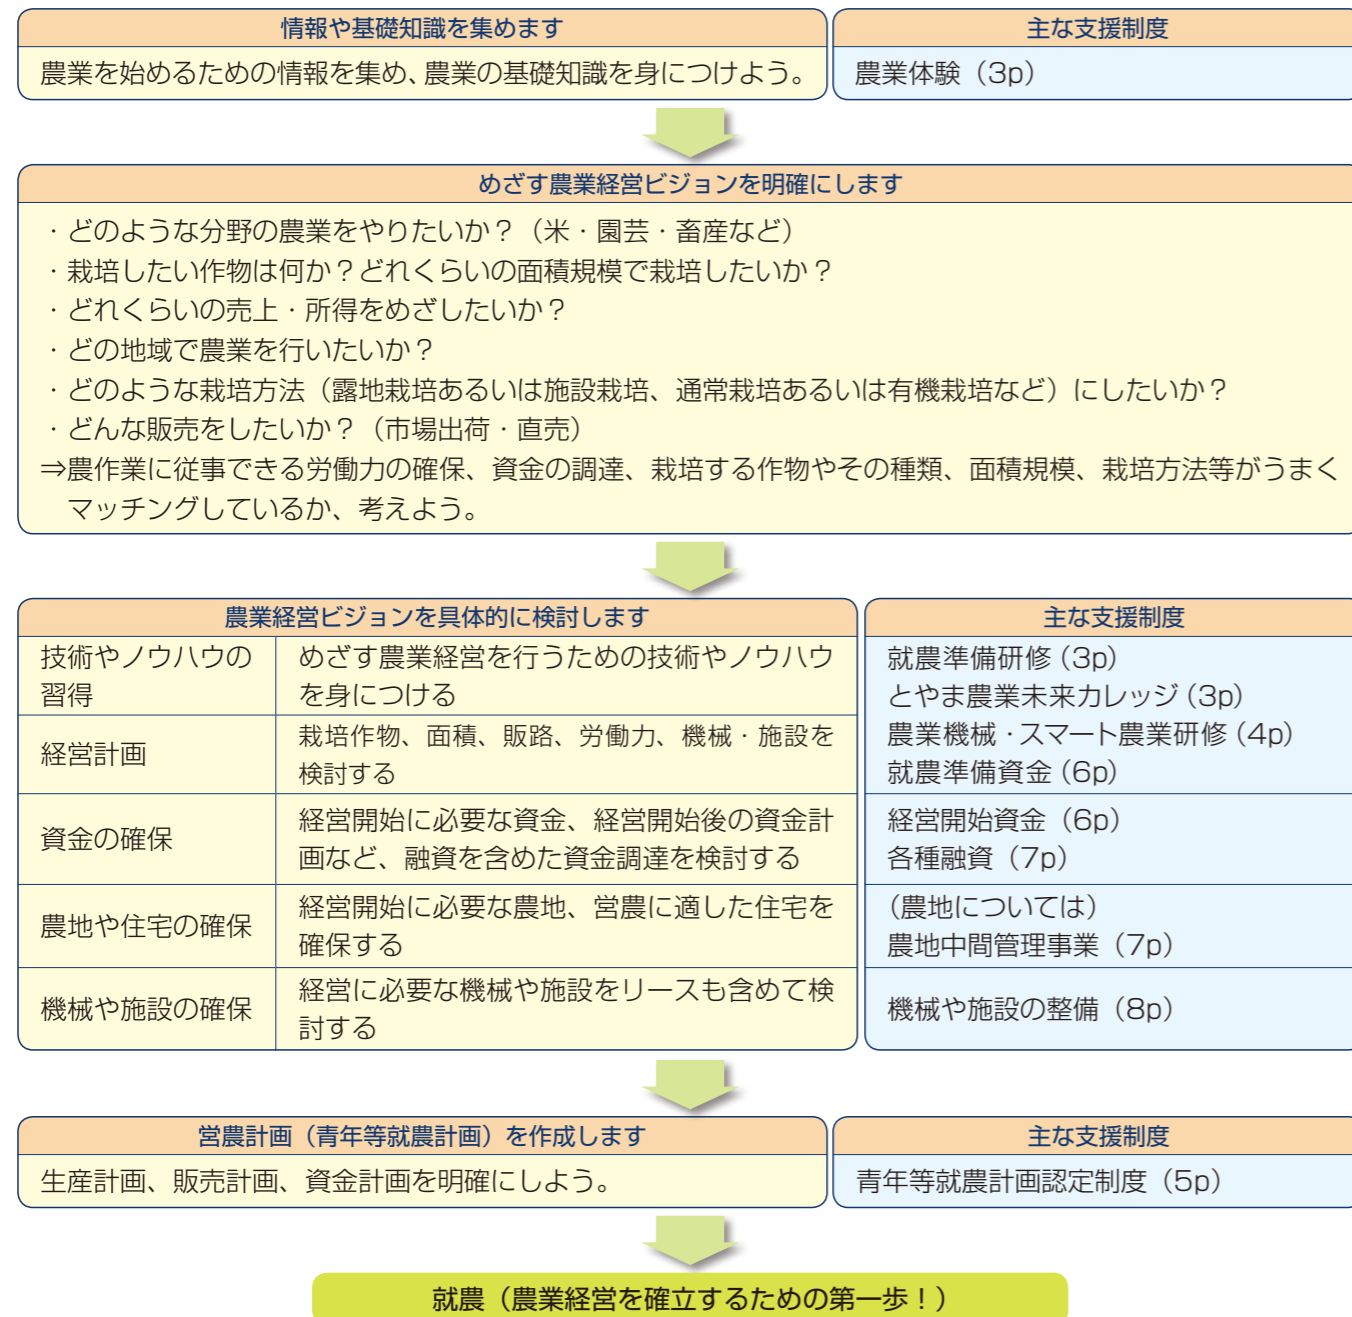 情報や基礎知識を集めます
主な支援制度
農業を始めるための情報を集め、農業の基礎知識を身につけよう。
農業体験（3p）
めざす農業経営ビジョンを明確にします
・どのような分野の農業をやりたいか？（米・園芸・畜産など）
・栽培したい作物は何か？どれくらいの面積規模で栽培したいか？
・どれくらいの売上・所得をめざしたいか？
・どの地域で農業を行いたいか？
・どのような栽培方法（露地栽培あるいは施設栽培、通常栽培あるいは有機栽培など）にしたいか？
・どんな販売をしたいか？（市場出荷・直売）
⇒農作業に従事できる労働力の確保、資金の調達、栽培する作物やその種類、面積規模、栽培方法等がうまく
マッチングしているか、考えよう。
農業経営ビジョンを具体的に検討します
技術やノウハウの
習得
めざす農業経営を行うための技術やノウハウ
を身につける
経営計画
栽培作物、面積、販路、労働力、機械・施設を
検討する
資金の確保
経営開始に必要な資金、経営開始後の資金計
画など、融資を含めた資金調達を検討する
農地や住宅の確保
経営開始に必要な農地、営農に適した住宅を
確保する
機械や施設の確保
経営に必要な機械や施設をリースも含めて検
討する
主な支援制度
就農準備研修（3p）
とやま農業未来カレッジ（3p）
農業機械・スマート農業研修（4p）
就農準備資金（6p）
経営開始資金（6p）
各種融資（7p）
（農地については）
農地中間管理事業（7p）
機械や施設の整備（8p）
営農計画（青年等就農計画）を作成します
主な支援制度
生産計画、販売計画、資金計画を明確にしよう。
青年等就農計画認定制度（5p）
就農（農業経営を確立するための第一歩！）